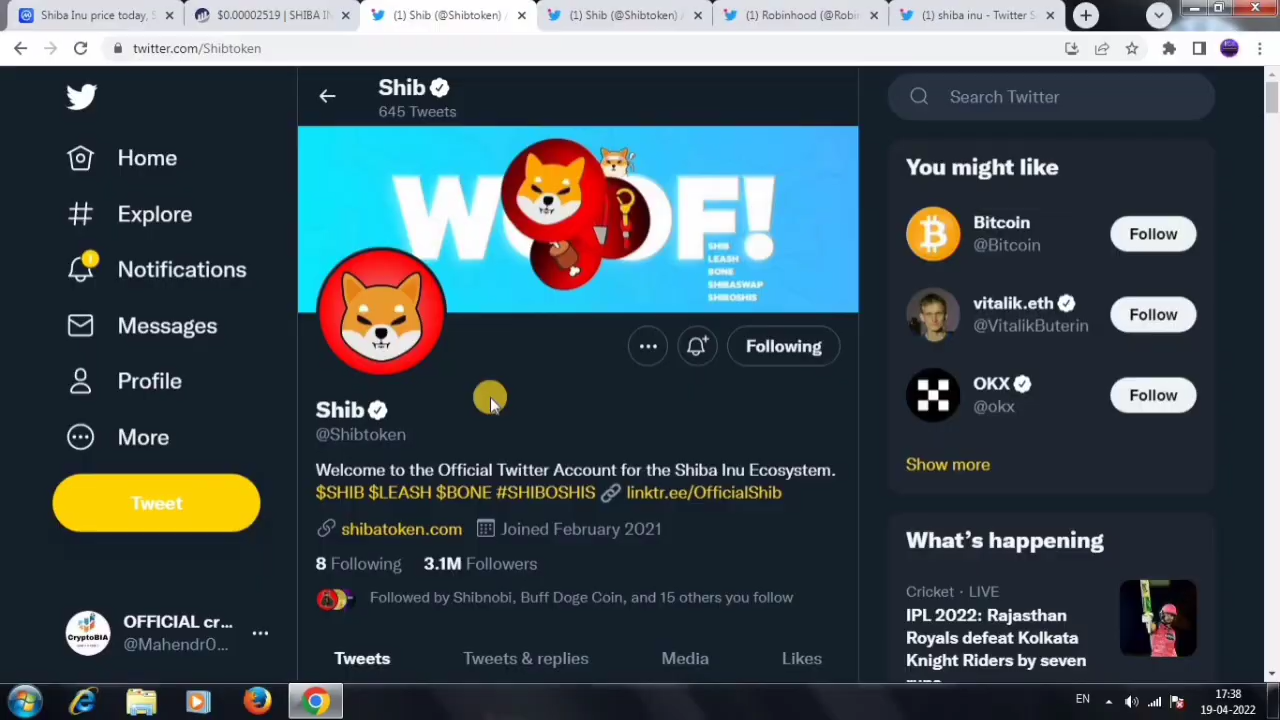 Shiba Inu price today, S
$0.00002519 | SHIBA IN
(1) Shib (@Shibtoken) /
(1) Shib (@Shibtoken) /
(1) Robinhood (@Robin
(1) shiba inu - Twitter S
twitter.com/Shibtoken
Shib
645 Tweets
Search Twitter
Home
Explore
1
Notifications
Messages
Profile
More
Tweet
OFFICIAL cr...
CryptoBIA
@Mahendr0...
WOOF!
SHIB
LEASH
BONE
SHIBASWAP
SHIBOSHIS
Following
Shib
@Shibtoken
Welcome to the Official Twitter Account for the Shiba Inu Ecosystem.
$SHIB $LEASH $BONE #SHIBOSHIS linktr.ee/OfficialShib
shibatoken.com Joined February 2021
8 Following 3.1M Followers
Followed by Shibnobi, Buff Doge Coin, and 15 others you follow
Tweets Tweets & replies Media Likes
You might like
Bitcoin
@Bitcoin
Follow
vitalik.eth
@VitalikButerin
Follow
OKX
@okx
Follow
Show more
What's happening
Cricket · LIVE
IPL 2022: Rajasthan
Royals defeat Kolkata
Knight Riders by seven
EN
17:38
19-04-2022